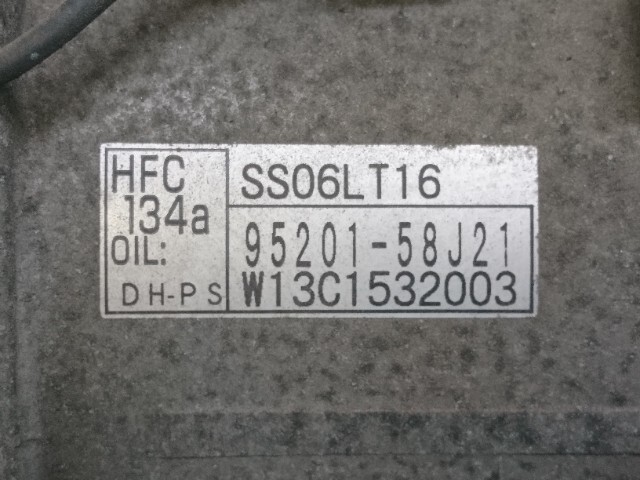 HFC
134a
OIL:
DH-PS
SS06LT16
95201-58J21
W13C1532003